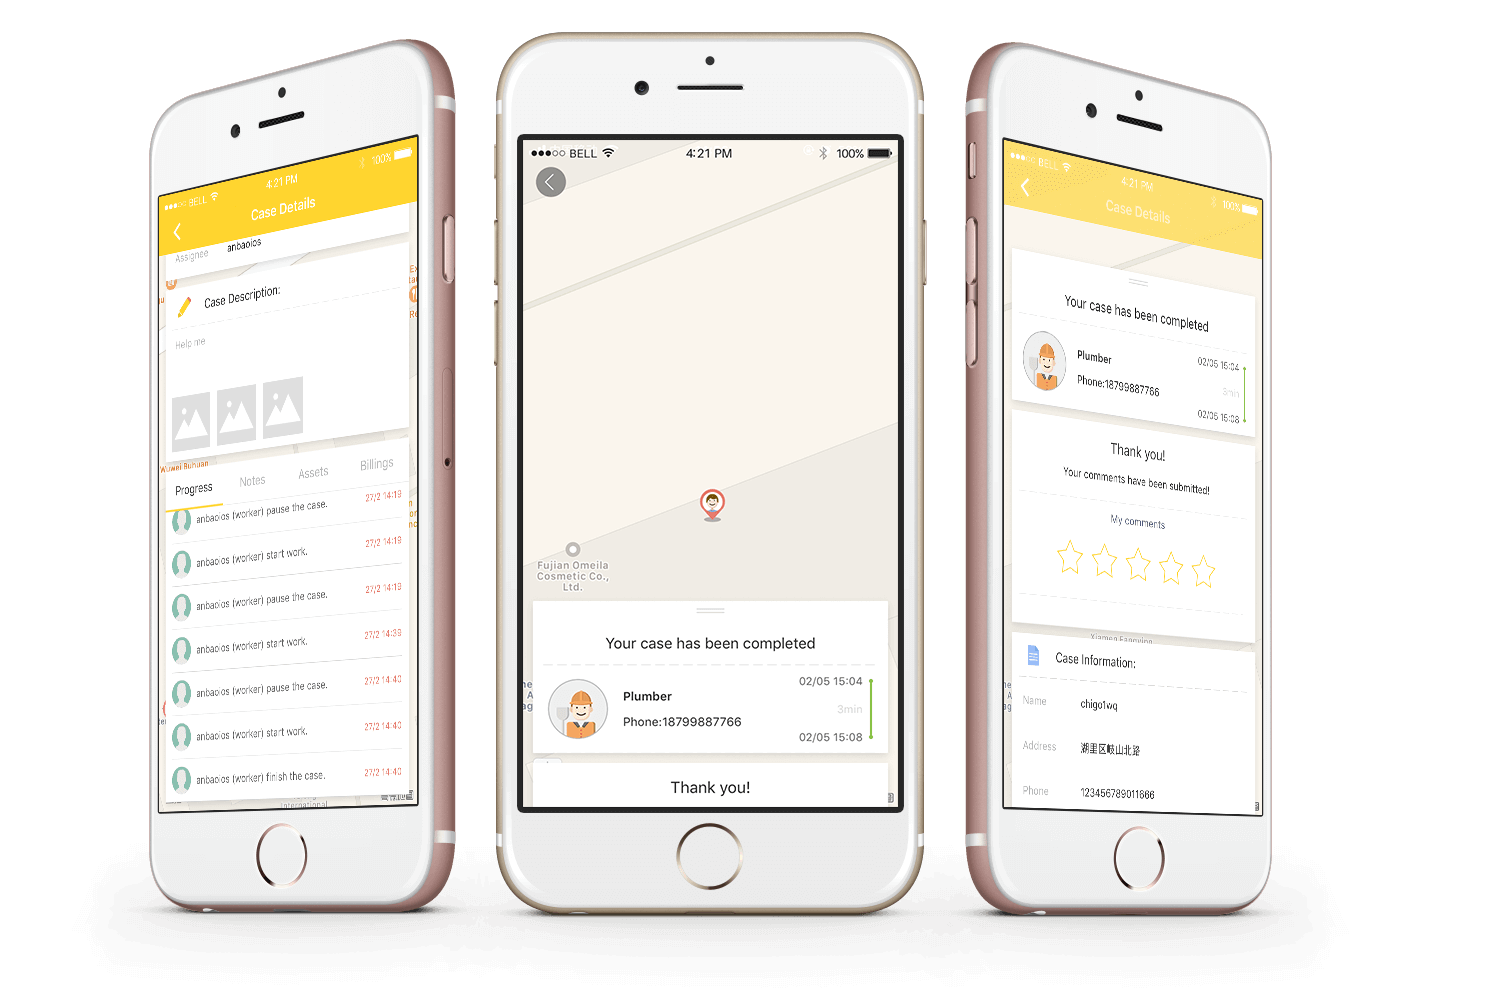 BELL
4:21 PM
100%
Case Details
Assignee anbaoios
Case Description:
Help me
Wuwei Buhuan
Progress Notes Assets Billings
anbaoios (worker) pause the case. 27/2 14:19
anbaoios (worker) start work. 27/2 14:19
anbaoios (worker) pause the case. 27/2 14:19
anbaoios (worker) start work. 27/2 14:39
anbaoios (worker) pause the case. 27/2 14:40
anbaoios (worker) start work. 27/2 14:40
anbaoios (worker) finish the case. 27/2 14:40
International
BELL
4:21 PM
100%
Fujian Omeila
Cosmetic Co.,
Ltd.
Your case has been completed
Plumber
Phone:18799887766
02/05 15:04
3min
02/05 15:08
Thank you!
BELL
4:21 PM
100%
Case Details
Your case has been completed
Plumber
Phone:18799887766
02/05 15:04
3min
02/05 15:08
Thank you!
Your comments have been submitted!
My comments
Case Information:
Name chigo1wq
Address 湖里区岐山北路
Phone 123456789011666